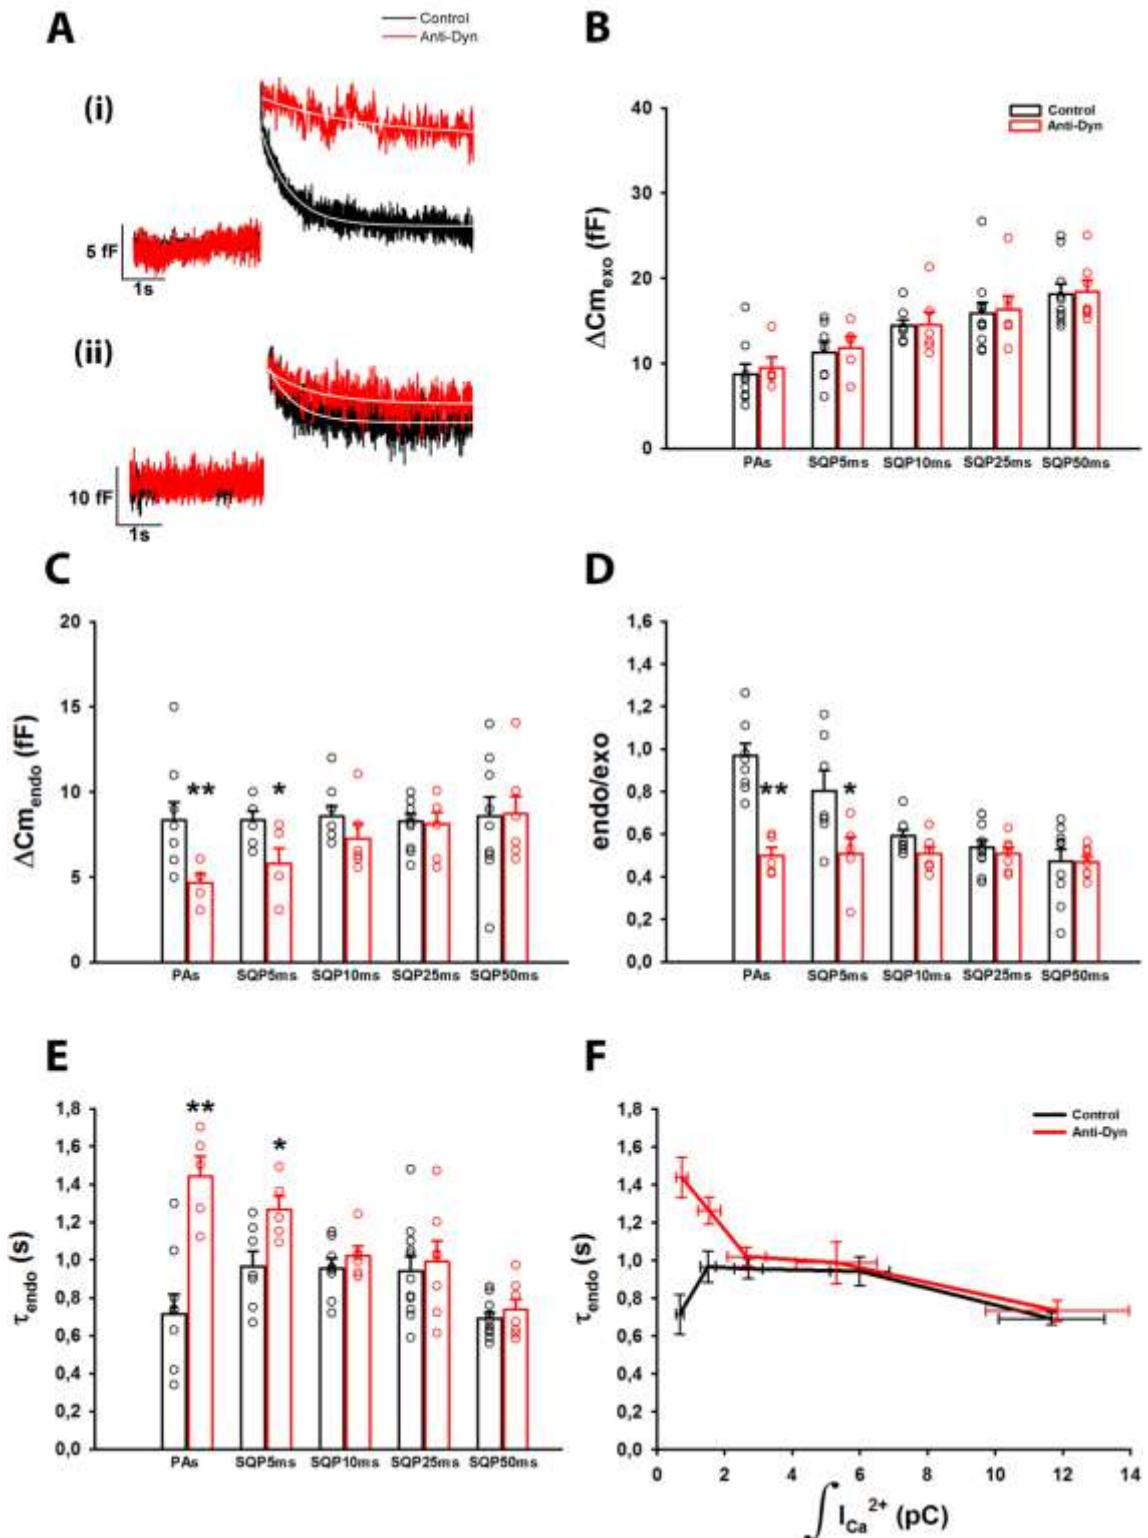 A
Control
Anti-Dyn
(i)
5 fF
1s
(ii)
10 fF
1s
B
40
30
20
10
0
ΔCm_exo (fF)
Control
Anti-Dyn
PAs SQP5ms SQP10ms SQP25ms SQP50ms
C
20
15
10
5
0
ΔCm_endo (fF)
** *
PAs SQP5ms SQP10ms SQP25ms SQP50ms
D
1,6
1,4
1,2
1,0
0,8
0,6
0,4
0,2
0,0
endo/exo
** *
PAs SQP5ms SQP10ms SQP25ms SQP50ms
E
1,8
1,6
1,4
1,2
1,0
0,8
0,6
0,4
0,2
0,0
τ_endo (s)
** *
PAs SQP5ms SQP10ms SQP25ms SQP50ms
F
1,8
1,6
1,4
1,2
1,0
0,8
0,6
0,4
0,2
0,0
τ_endo (s)
Control
Anti-Dyn
0 2 4 6 8 10 12 14
∫ I_Ca²⁺ (pC)